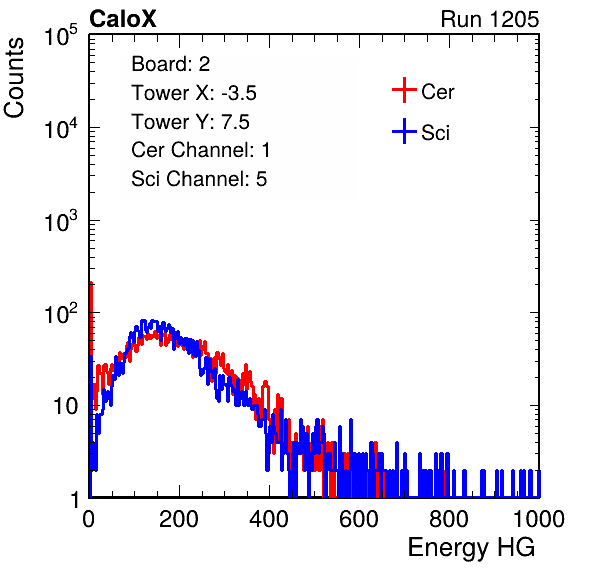 CaloX Run 1205
Counts
10^5
10^4
10^3
10^2
10
1
Board: 2
Tower X: -3.5
Tower Y: 7.5
Cer Channel: 1
Sci Channel: 5
Cer
Sci
0 200 400 600 800 1000
Energy HG